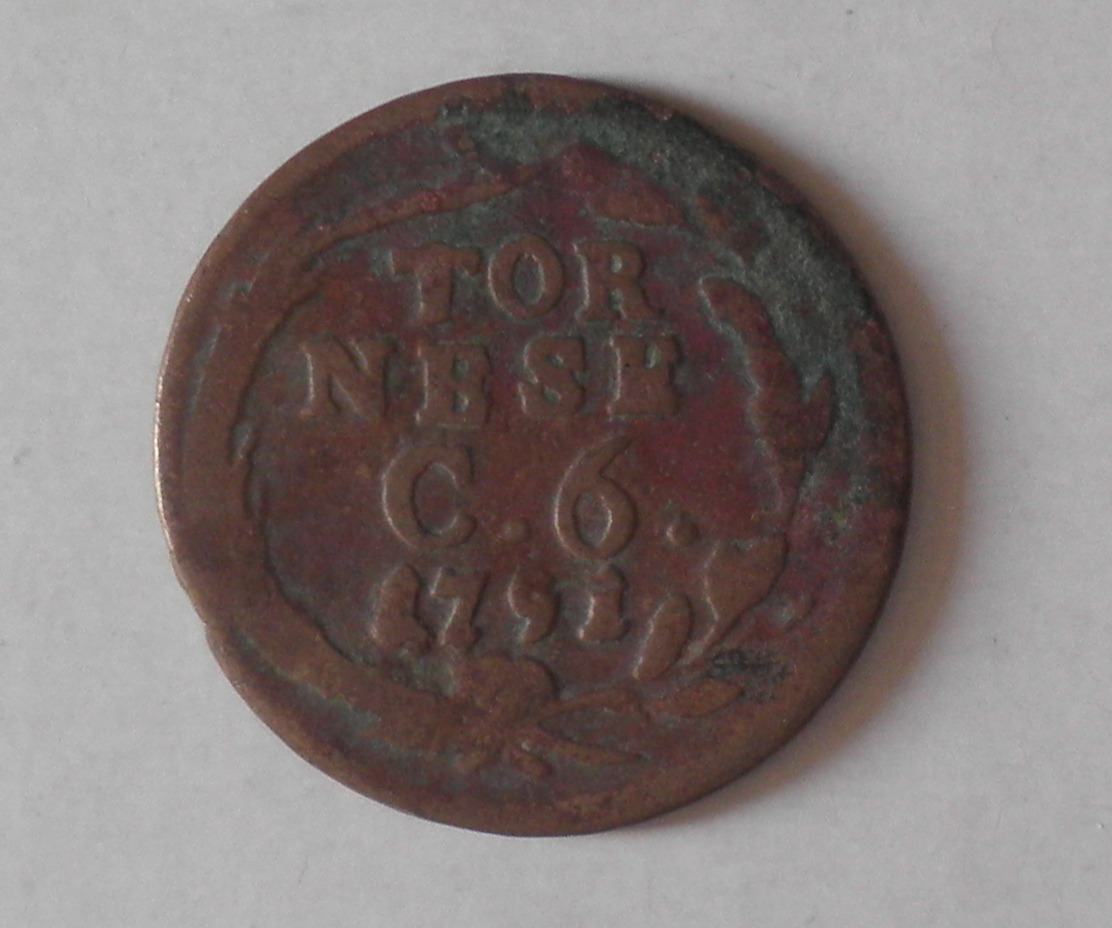 TOR
NESE
C. 6.
1791